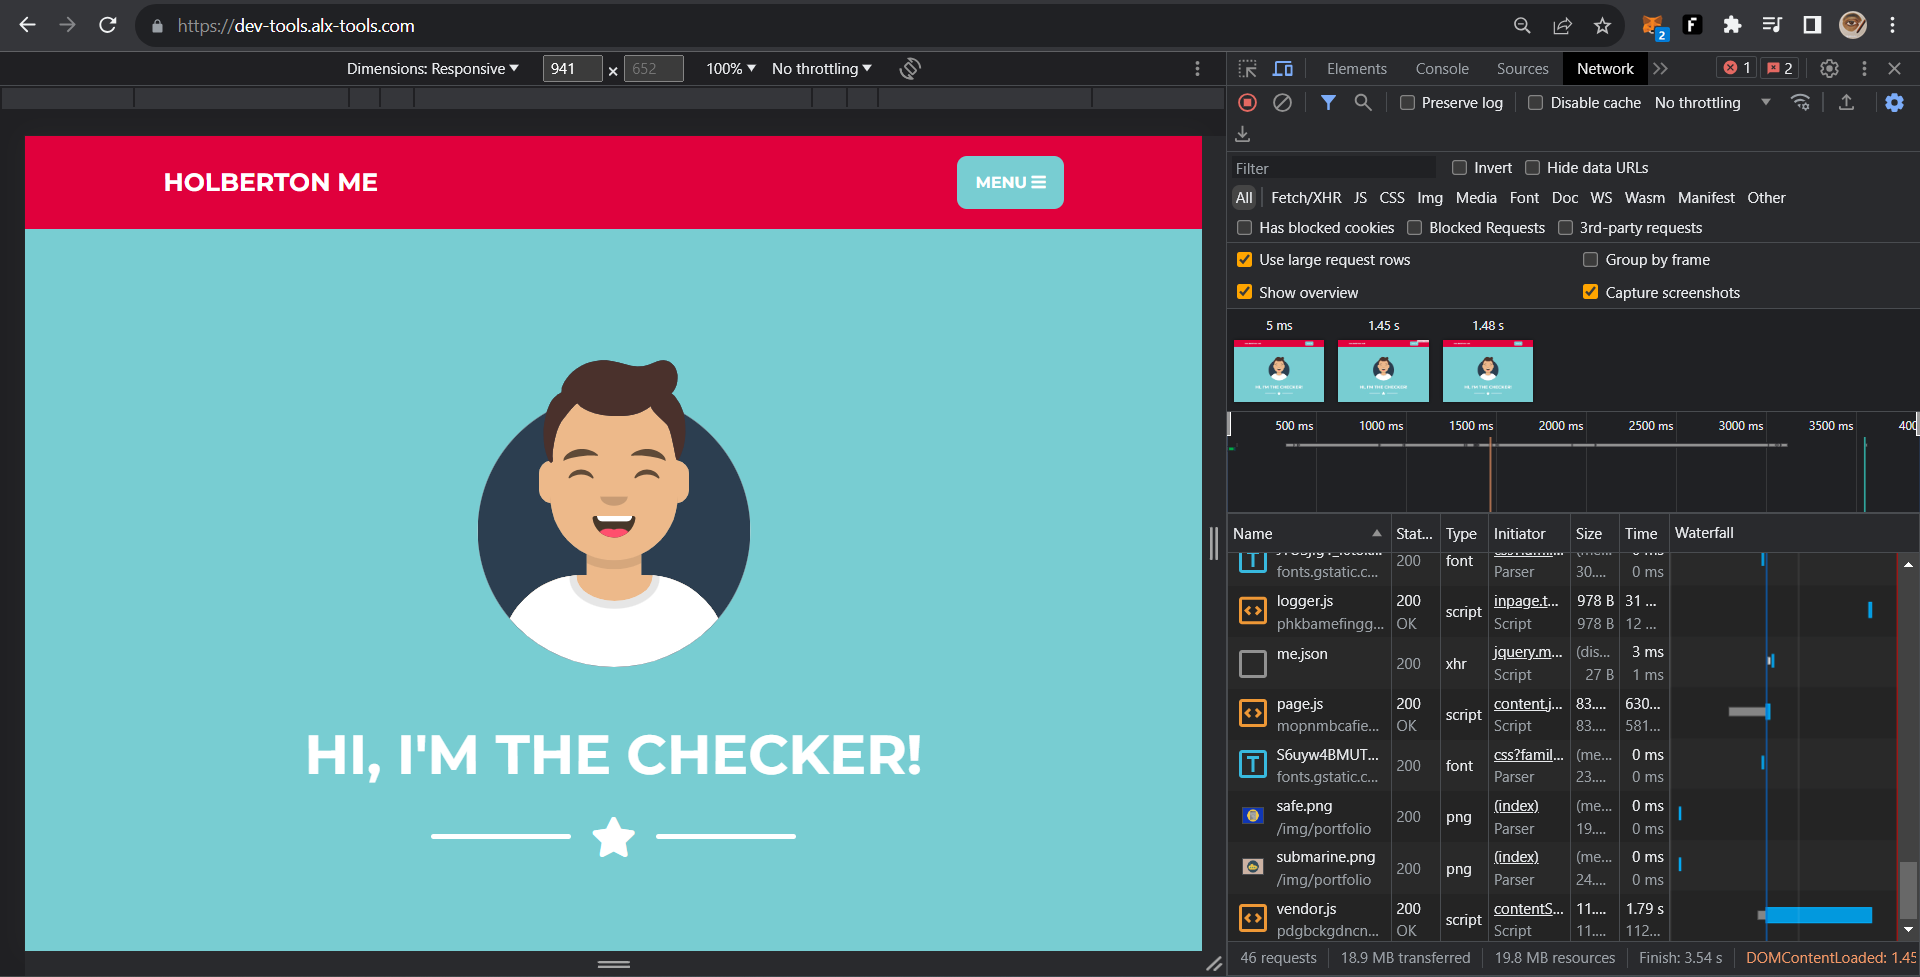 https://dev-tools.alx-tools.com
2
Dimensions: Responsive 941 × 652 100% No throttling
Elements Console Sources Network 1 2
Preserve log Disable cache No throttling
Filter Invert Hide data URLs
All Fetch/XHR JS CSS Img Media Font Doc WS Wasm Manifest Other
Has blocked cookies Blocked Requests 3rd-party requests
Use large request rows Group by frame
Show overview Capture screenshots
5 ms 1.45 s 1.48 s
500 ms 1000 ms 1500 ms 2000 ms 2500 ms 3000 ms 3500 ms 400
HOLBERTON ME
MENU
HI, I'M THE CHECKER!
Name Stat... Type Initiator Size Time Waterfall
200 font
fonts.gstatic.c... Parser 30.... 0 ms
logger.js 200 script inpage.t... 978 B 31 ...
phkbamefingg... OK Script 978 B 12 ...
me.json 200 xhr jquery.m... (dis... 3 ms
Script 27 B 1 ms
page.js 200 script content.j... 83.... 630...
mopnmbcafie... OK Script 83.... 581...
S6uyw4BMUT... 200 font css?famil... (me... 0 ms
fonts.gstatic.c... Parser 23.... 0 ms
safe.png 200 png (index) (me... 0 ms
/img/portfolio Parser 19.... 0 ms
submarine.png 200 png (index) (me... 0 ms
/img/portfolio Parser 24.... 0 ms
vendor.js 200 script contentS... 11.... 1.79 s
pdgbckgdncn... OK Script 11.... 112...
46 requests 18.9 MB transferred 19.8 MB resources Finish: 3.54 s DOMContentLoaded: 1.45